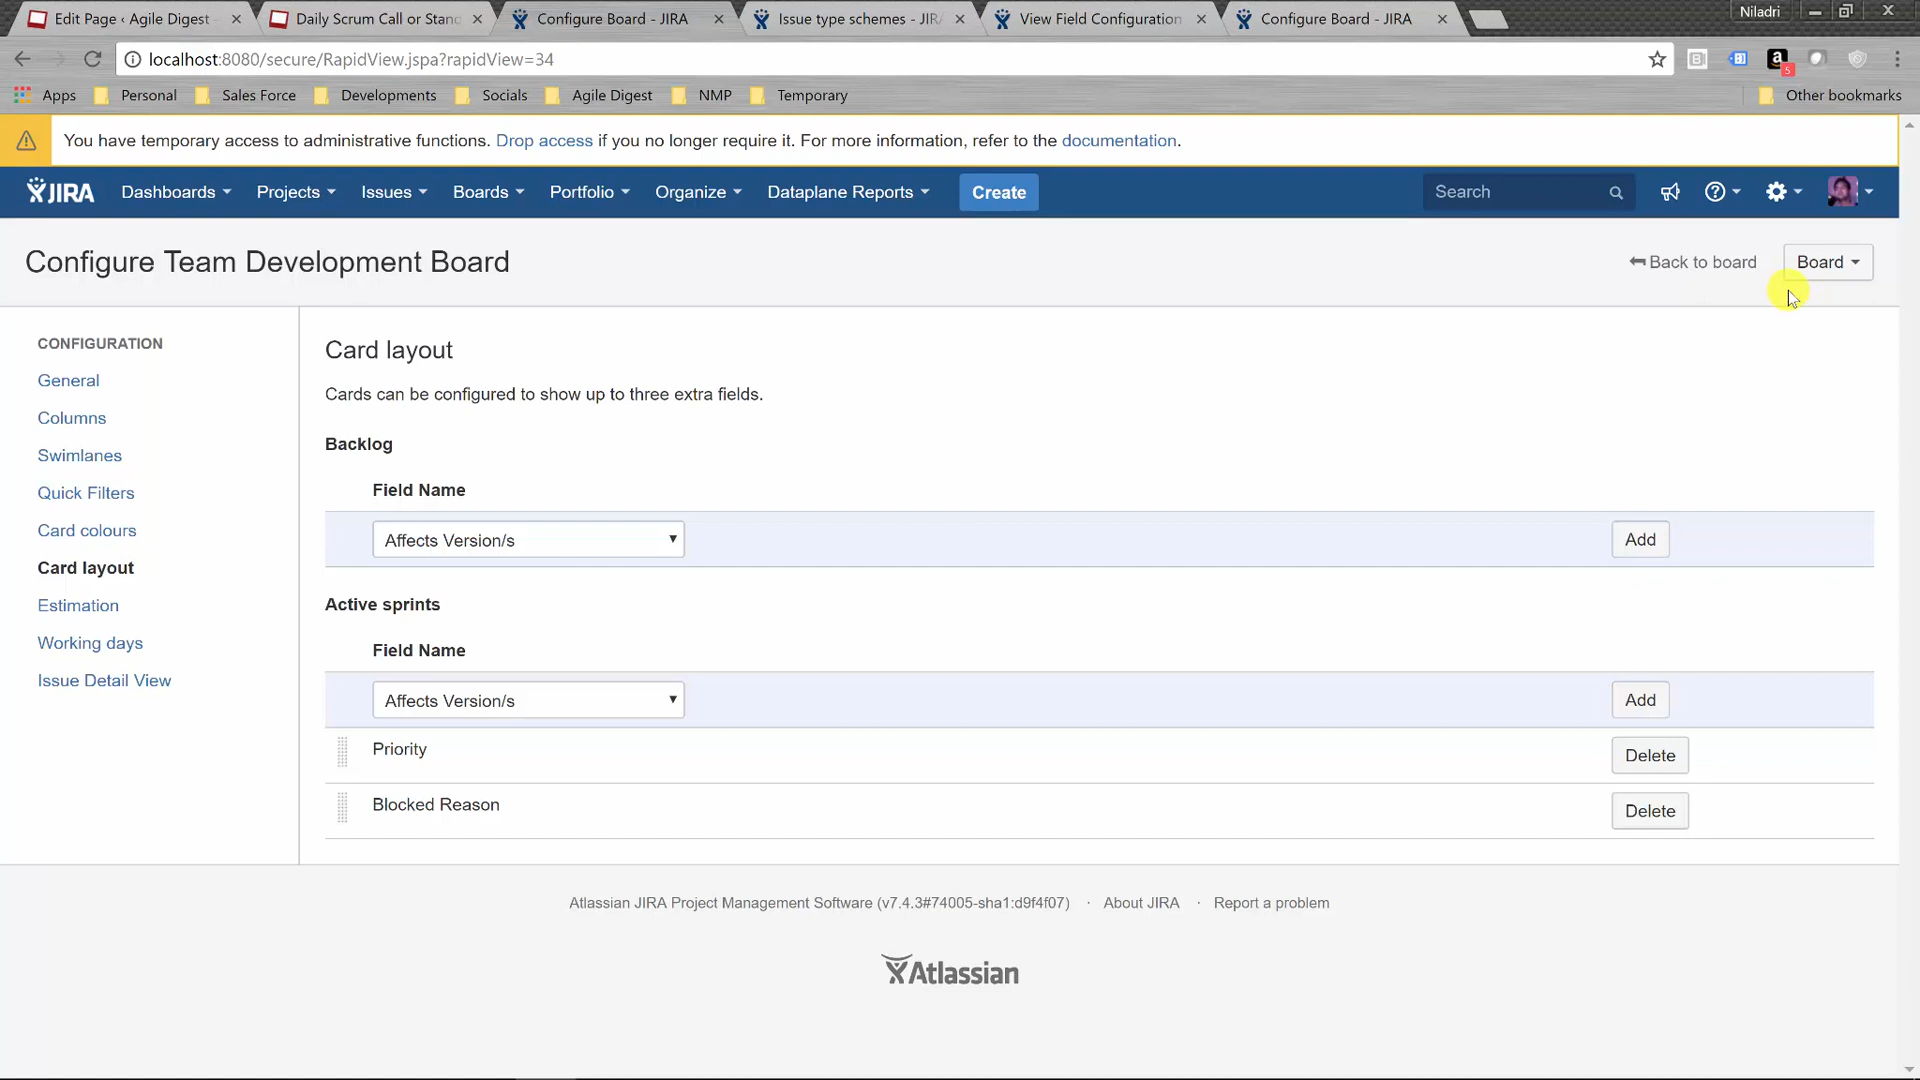 Edit Page ‹ Agile Digest
Daily Scrum Call or Stand
Configure Board - JIRA
Issue type schemes - JIR
View Field Configuration
Configure Board - JIRA
Niladri
localhost:8080/secure/RapidView.jspa?rapidView=34
5
Apps
Personal
Sales Force
Developments
Socials
Agile Digest
NMP
Temporary
Other bookmarks
You have temporary access to administrative functions. Drop access if you no longer require it. For more information, refer to the documentation.
JIRA
Dashboards
Projects
Issues
Boards
Portfolio
Organize
Dataplane Reports
Create
Search
Configure Team Development Board
Back to board
Board
CONFIGURATION
General
Columns
Swimlanes
Quick Filters
Card colours
Card layout
Estimation
Working days
Issue Detail View
Card layout
Cards can be configured to show up to three extra fields.
Backlog
Field Name
Affects Version/s
Add
Active sprints
Field Name
Affects Version/s
Add
Priority
Delete
Blocked Reason
Delete
Atlassian JIRA Project Management Software (v7.4.3#74005-sha1:d9f4f07) · About JIRA · Report a problem
Atlassian